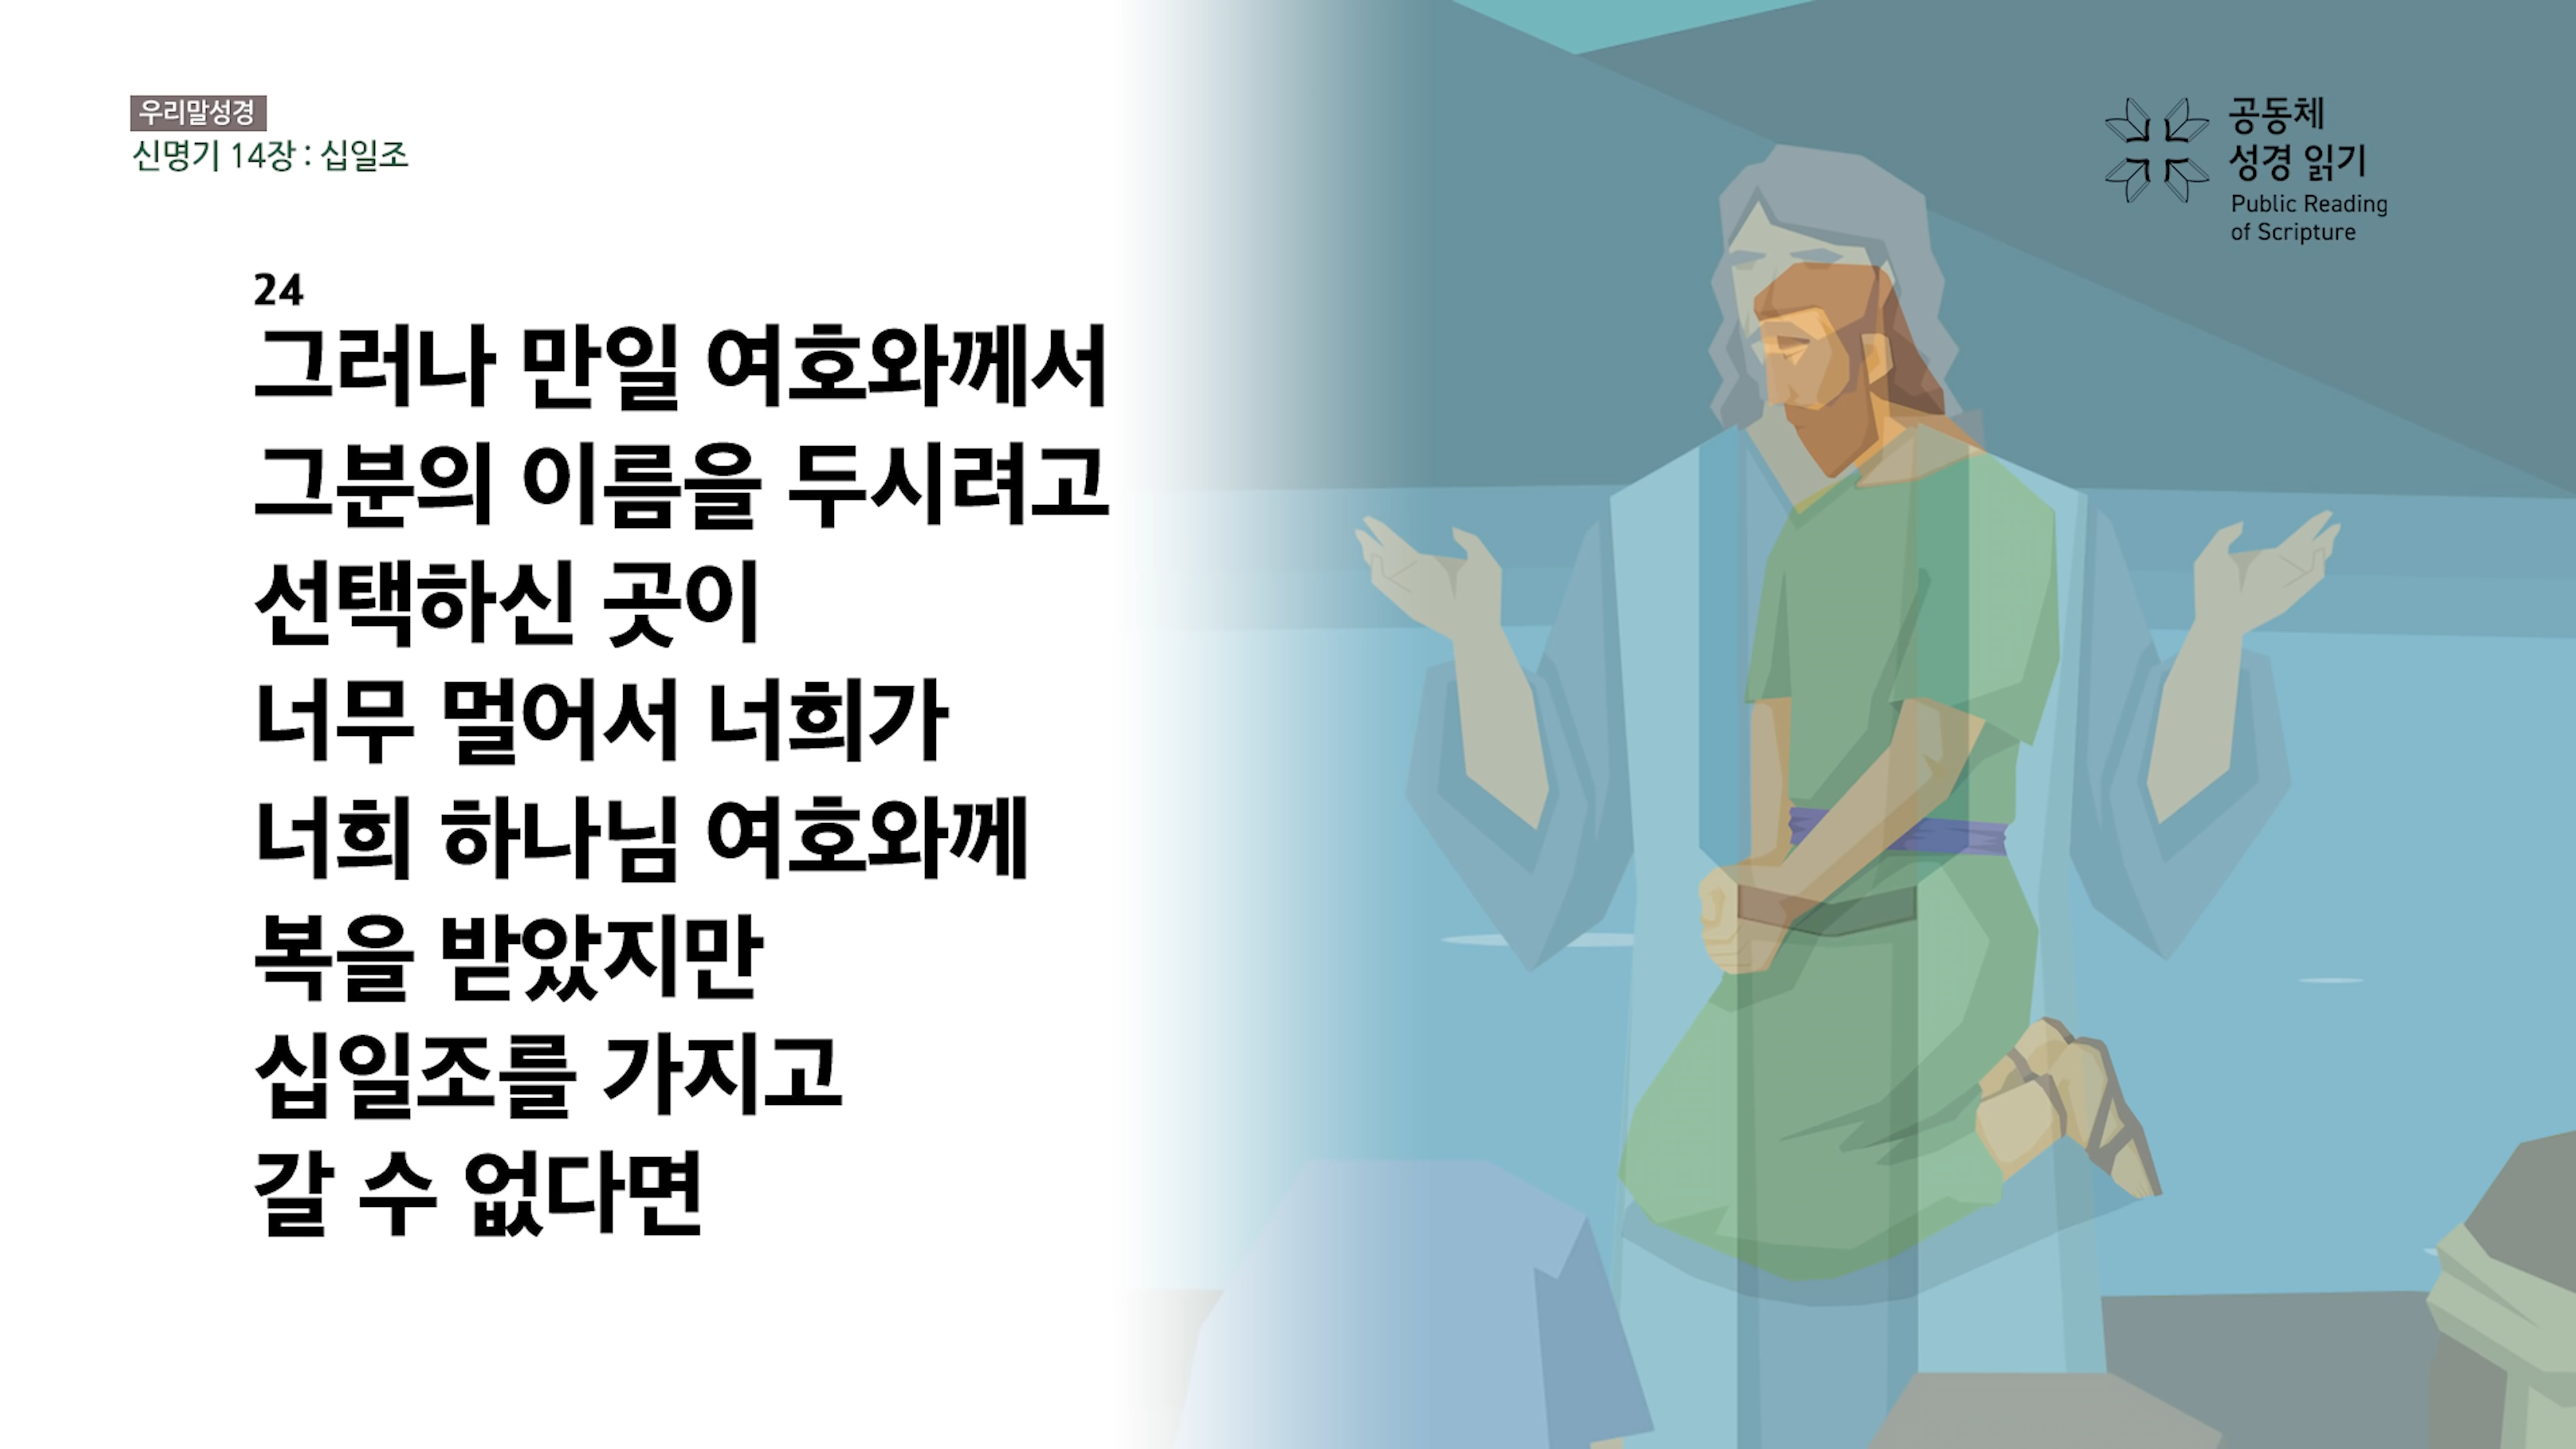 우리말성경
신명기 14장 : 십일조
24
그러나 만일 여호와께서
그분의 이름을 두시려고
선택하신 곳이
너무 멀어서 너희가
너희 하나님 여호와께
복을 받았지만
십일조를 가지고
갈 수 없다면
공동체
성경 읽기
Public Reading
of Scripture